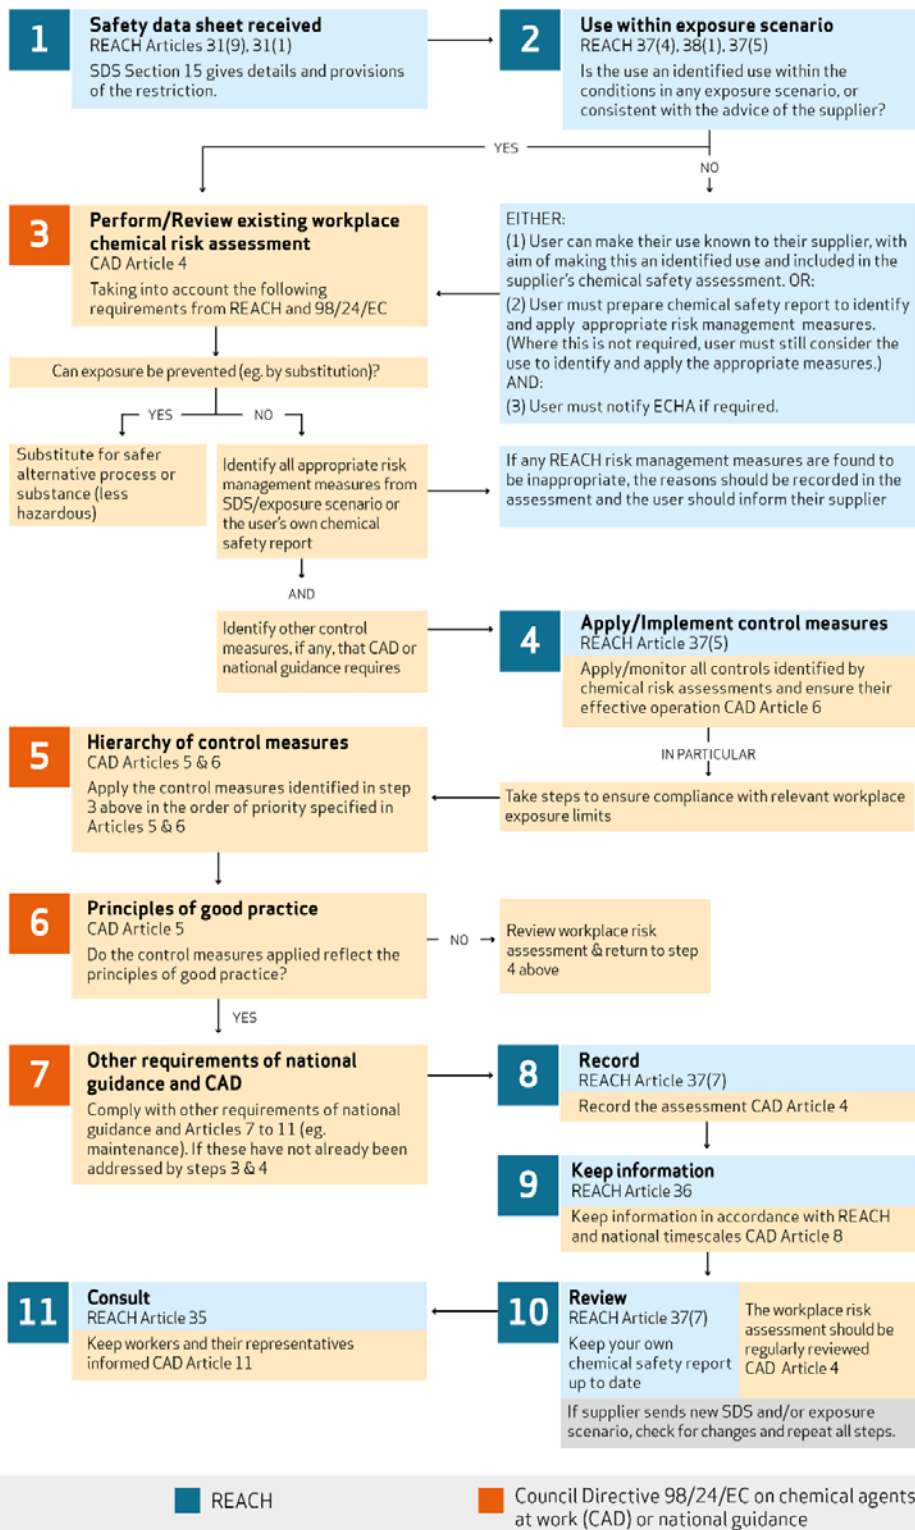 1
Safety data sheet received
REACH Articles 31(9), 31(1)
SDS Section 15 gives details and provisions
of the restriction.
2
Use within exposure scenario
REACH 37(4), 38(1), 37(5)
Is the use an identified use within the
conditions in any exposure scenario, or
consistent with the advice of the supplier?
YES
NO
3
Perform/Review existing workplace
chemical risk assessment
CAD Article 4
Taking into account the following
requirements from REACH and 98/24/EC
EITHER:
(1) User can make their use known to their supplier, with
aim of making this an identified use and included in the
supplier's chemical safety assessment. OR:
(2) User must prepare chemical safety report to identify
and apply appropriate risk management measures.
(Where this is not required, user must still consider the
use to identify and apply the appropriate measures.)
AND:
(3) User must notify ECHA if required.
Can exposure be prevented (eg. by substitution)?
YES
NO
Substitute for safer
alternative process or
substance (less
hazardous)
Identify all appropriate risk
management measures from
SDS/exposure scenario or
the user's own chemical
safety report
If any REACH risk management measures are found to
be inappropriate, the reasons should be recorded in the
assessment and the user should inform their supplier
AND
Identify other control
measures, if any, that CAD or
national guidance requires
4
Apply/Implement control measures
REACH Article 37(5)
Apply/monitor all controls identified by
chemical risk assessments and ensure their
effective operation CAD Article 6
IN PARTICULAR
Take steps to ensure compliance with relevant workplace
exposure limits
5
Hierarchy of control measures
CAD Articles 5 & 6
Apply the control measures identified in step
3 above in the order of priority specified in
Articles 5 & 6
6
Principles of good practice
CAD Article 5
Do the control measures applied reflect the
principles of good practice?
NO
Review workplace risk
assessment & return to step
4 above
YES
7
Other requirements of national
guidance and CAD
Comply with other requirements of national
guidance and Articles 7 to 11 (eg.
maintenance). If these have not already been
addressed by steps 3 & 4
8
Record
REACH Article 37(7)
Record the assessment CAD Article 4
9
Keep information
REACH Article 36
Keep information in accordance with REACH
and national timescales CAD Article 8
10
Review
REACH Article 37(7)
Keep your own
chemical safety report
up to date
The workplace risk
assessment should be
regularly reviewed
CAD Article 4
If supplier sends new SDS and/or exposure
scenario, check for changes and repeat all steps.
11
Consult
REACH Article 35
Keep workers and their representatives
informed CAD Article 11
REACH
Council Directive 98/24/EC on chemical agents
at work (CAD) or national guidance